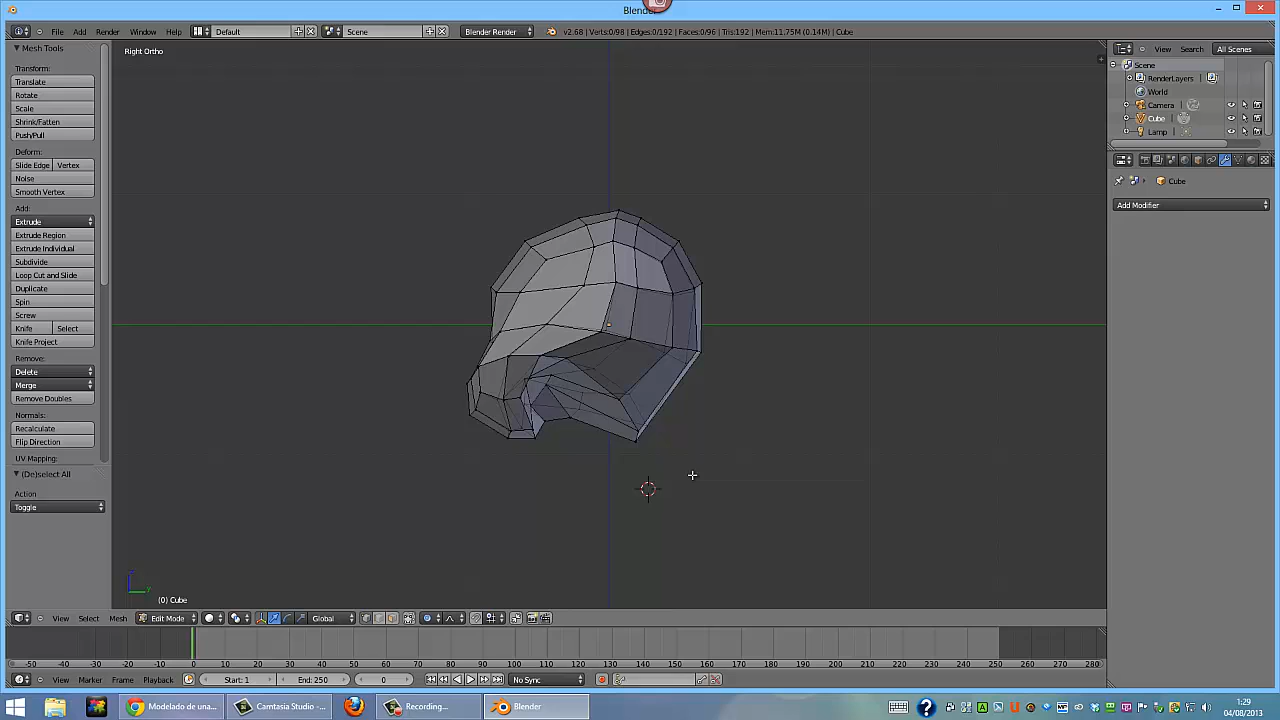 Blender
File Add Render Window Help Default Scene Blender Render v2.68 | Verts:0/98 | Edges:0/192 | Faces:0/96 | Tris:192 | Mem:11.75M (0.14M) | Cube
Mesh Tools
Right Ortho
View Search All Scenes
Scene
RenderLayers
World
Camera
Cube
Lamp
Cube
Add Modifier
Transform:
Translate
Rotate
Scale
Shrink/Fatten
Push/Pull
Deform:
Slide Edge Vertex
Noise
Smooth Vertex
Add:
Extrude
Extrude Region
Extrude Individual
Subdivide
Loop Cut and Slide
Duplicate
Spin
Screw
Knife Select
Knife Project
Remove:
Delete
Merge
Remove Doubles
Normals:
Recalculate
Flip Direction
UV Mapping:
(De)select All
Action
Toggle
z
y
(0) Cube
View Select Mesh Edit Mode Global
-50 -40 -30 -20 -10 0 10 20 30 40 50 60 70 80 90 100 110 120 130 140 150 160 170 180 190 200 210 220 230 240 250 260 270 280
View Marker Frame Playback Start: 1 End: 250 0 No Sync
Modelado de una... Camtasia Studio -... Recording... Blender
1:29
04/08/2013